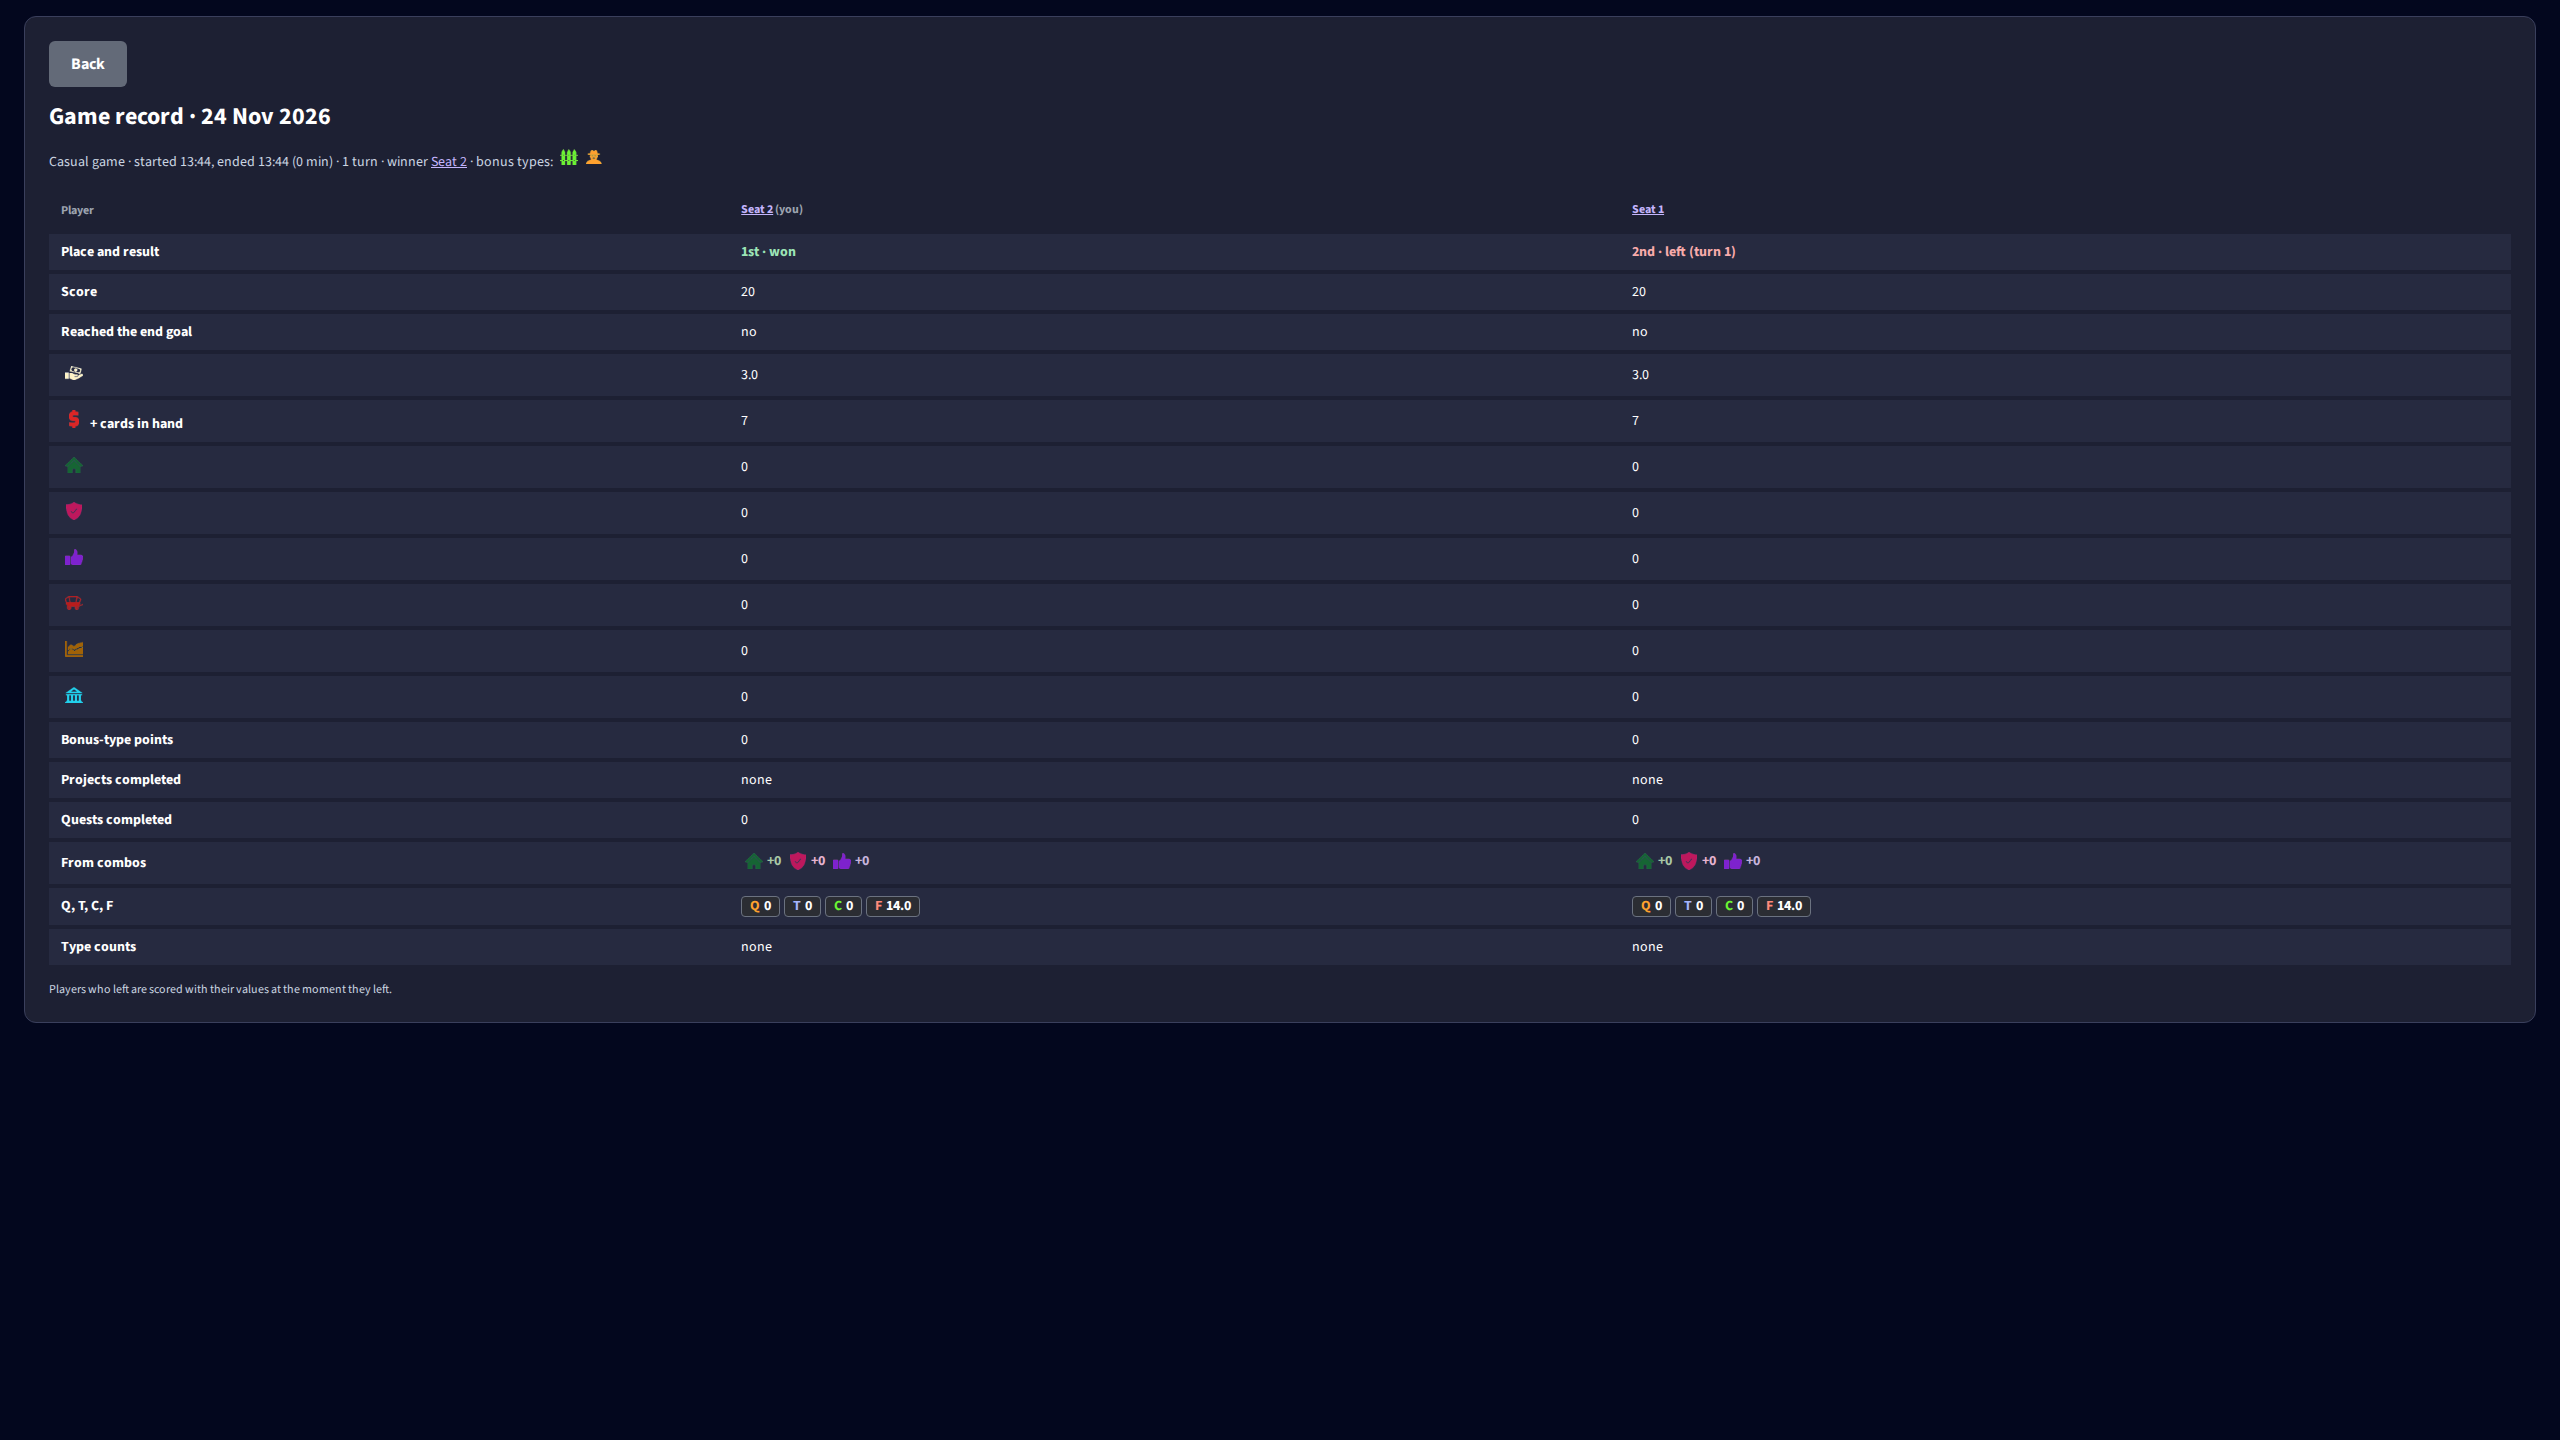 Back
Game record · 24 Nov 2026
Casual game · started 13:44, ended 13:44 (0 min) · 1 turn · winner Seat 2 · bonus types:
Player Seat 2 (you) Seat 1
Place and result 1st · won 2nd · left (turn 1)
Score 20 20
Reached the end goal no no
3.0 3.0
+ cards in hand 7 7
0 0
0 0
0 0
0 0
0 0
0 0
Bonus-type points 0 0
Projects completed none none
Quests completed 0 0
From combos +0 +0 +0 +0 +0 +0
Q, T, C, F Q 0 T 0 C 0 F 14.0 Q 0 T 0 C 0 F 14.0
Type counts none none
Players who left are scored with their values at the moment they left.